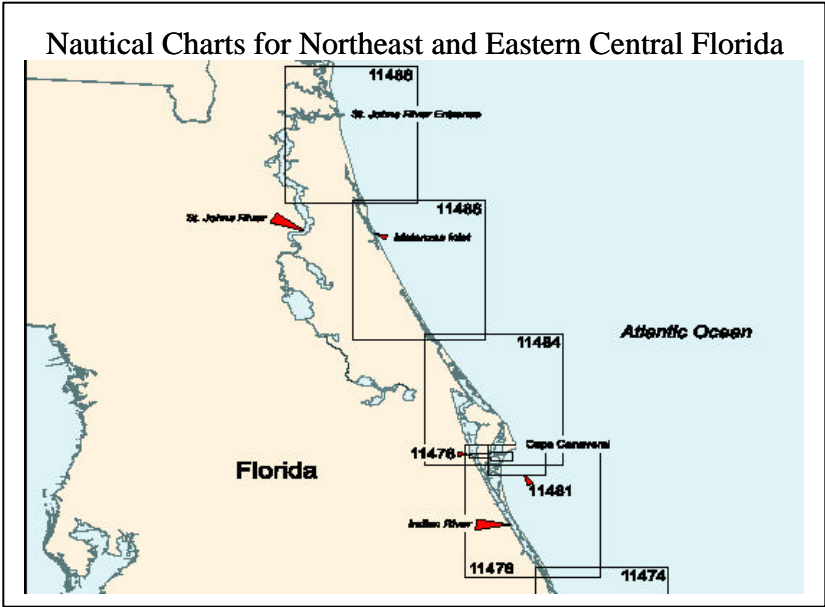 Nautical Charts for Northeast and Eastern Central Florida
11488
St. Johns River Entrance
11488
St. Johns River
Matanzas Inlet
Atlantic Ocean
11484
Cape Canaveral
11478
Florida
11481
Indian River
11476
11474